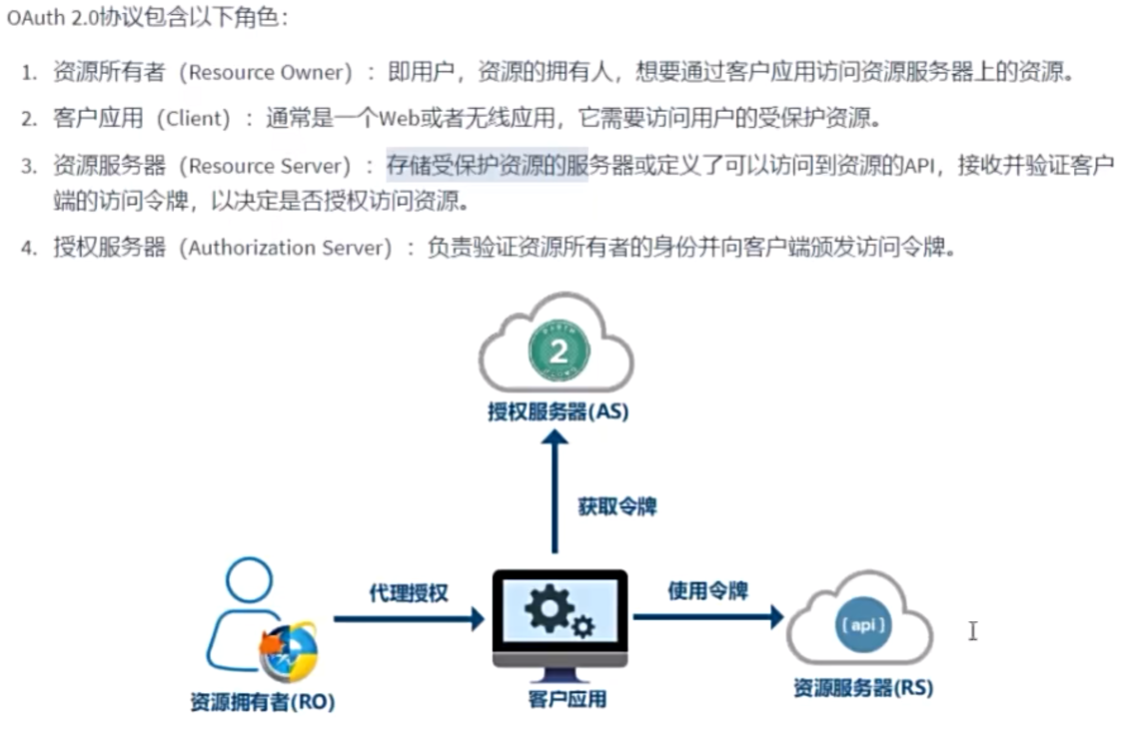 OAuth 2.0协议包含以下角色：
1. 资源所有者（Resource Owner）：即用户，资源的拥有人，想要通过客户应用访问资源服务器上的资源。
2. 客户应用（Client）：通常是一个Web或者无线应用，它需要访问用户的受保护资源。
3. 资源服务器（Resource Server）：存储受保护资源的服务器或定义了可以访问到资源的API，接收并验证客户
端的访问令牌，以决定是否授权访问资源。
4. 授权服务器（Authorization Server）：负责验证资源所有者的身份并向客户端颁发访问令牌。
2
授权服务器(AS)
获取令牌
代理授权
使用令牌
{api}
资源拥有者(RO)
客户应用
资源服务器(RS)